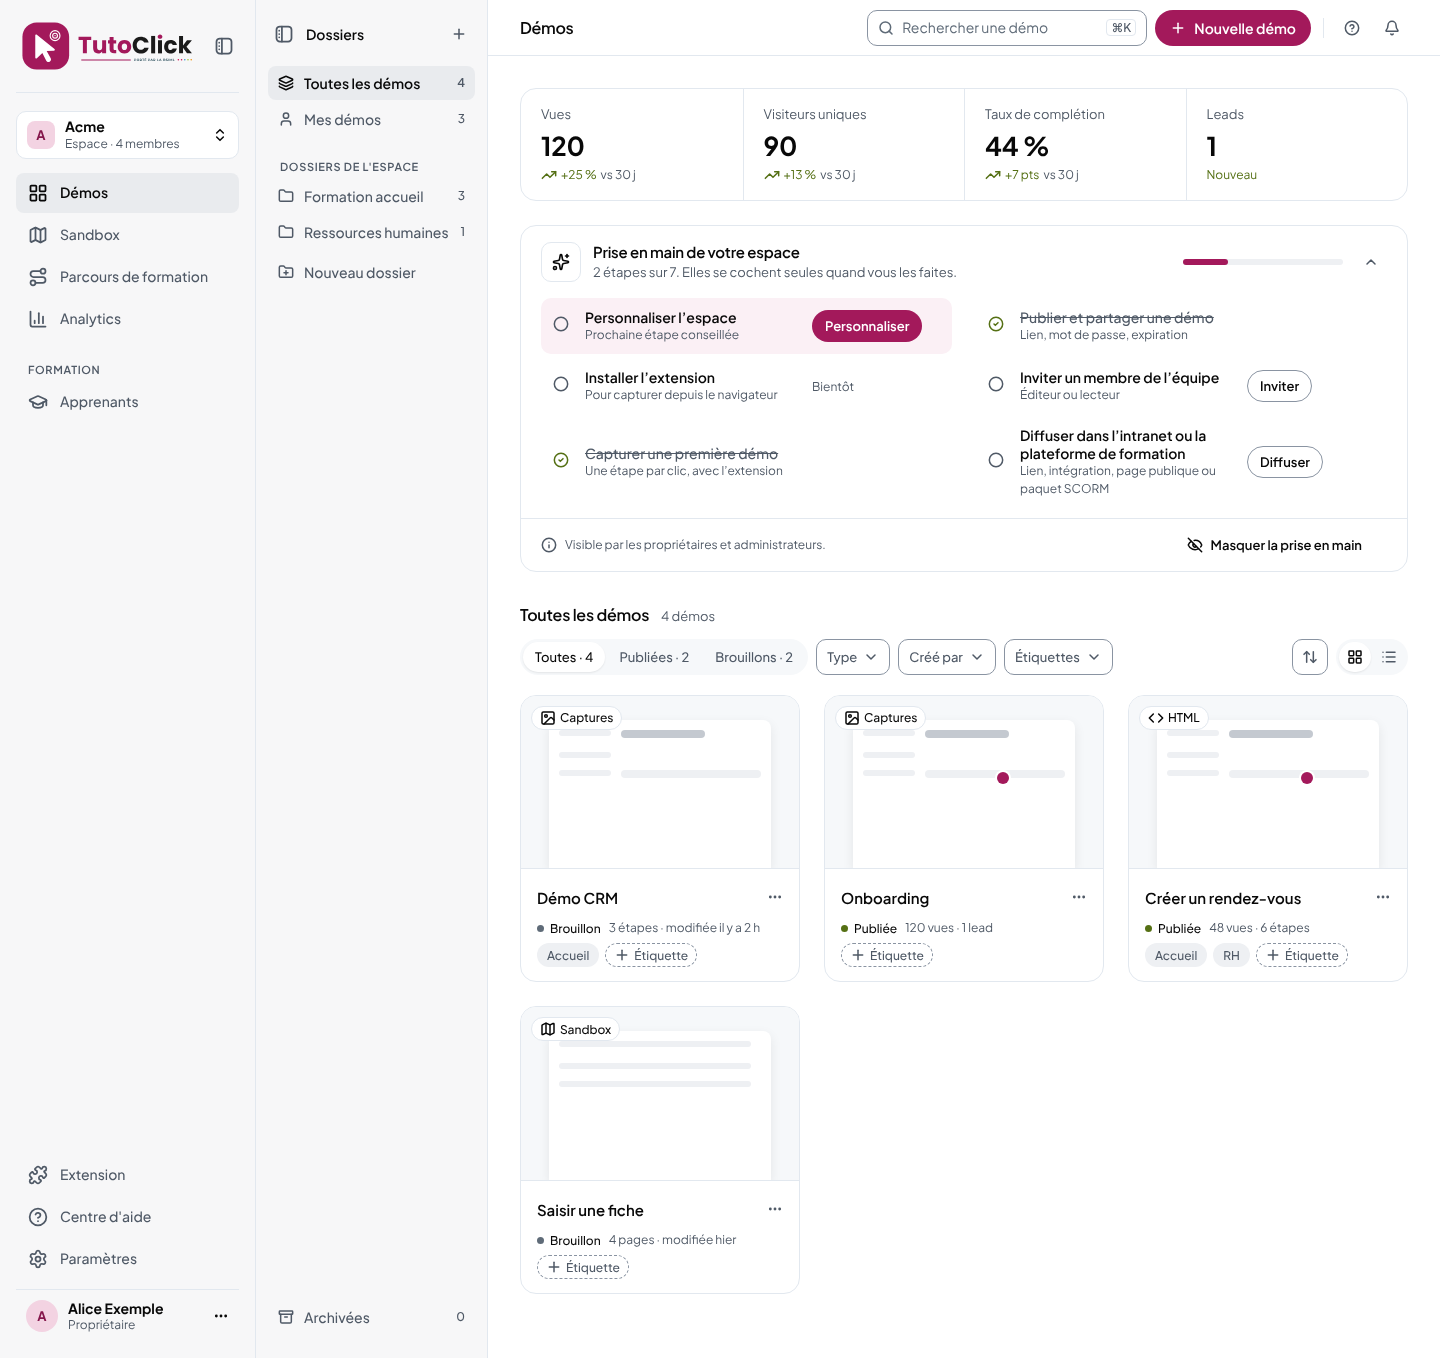 TutoClick
Acme
Espace · 4 membres
Démos
Sandbox
Parcours de formation
Analytics
FORMATION
Apprenants
Extension
Centre d'aide
Paramètres
A
Alice Exemple
Propriétaire
Dossiers
Toutes les démos 4
Mes démos 3
DOSSIERS DE L'ESPACE
Formation accueil 3
Ressources humaines 1
Nouveau dossier
Archivées 0
Démos
Rechercher une démo ⌘K
Nouvelle démo
Vues
120
+25 % vs 30 j
Visiteurs uniques
90
+13 % vs 30 j
Taux de complétion
44 %
+7 pts vs 30 j
Leads
1
Nouveau
Prise en main de votre espace
2 étapes sur 7. Elles se cochent seules quand vous les faites.
Personnaliser l’espace
Prochaine étape conseillée
Personnaliser
Publier et partager une démo
Lien, mot de passe, expiration
Installer l’extension
Pour capturer depuis le navigateur
Bientôt
Inviter un membre de l’équipe
Éditeur ou lecteur
Inviter
Capturer une première démo
Une étape par clic, avec l’extension
Diffuser dans l’intranet ou la
plateforme de formation
Lien, intégration, page publique ou
paquet SCORM
Diffuser
Visible par les propriétaires et administrateurs.
Masquer la prise en main
Toutes les démos 4 démos
Toutes · 4 Publiées · 2 Brouillons · 2 Type Créé par Étiquettes
Captures
Démo CRM
Brouillon 3 étapes · modifiée il y a 2 h
Accueil Étiquette
Captures
Onboarding
Publiée 120 vues · 1 lead
Étiquette
HTML
Créer un rendez-vous
Publiée 48 vues · 6 étapes
Accueil RH Étiquette
Sandbox
Saisir une fiche
Brouillon 4 pages · modifiée hier
Étiquette